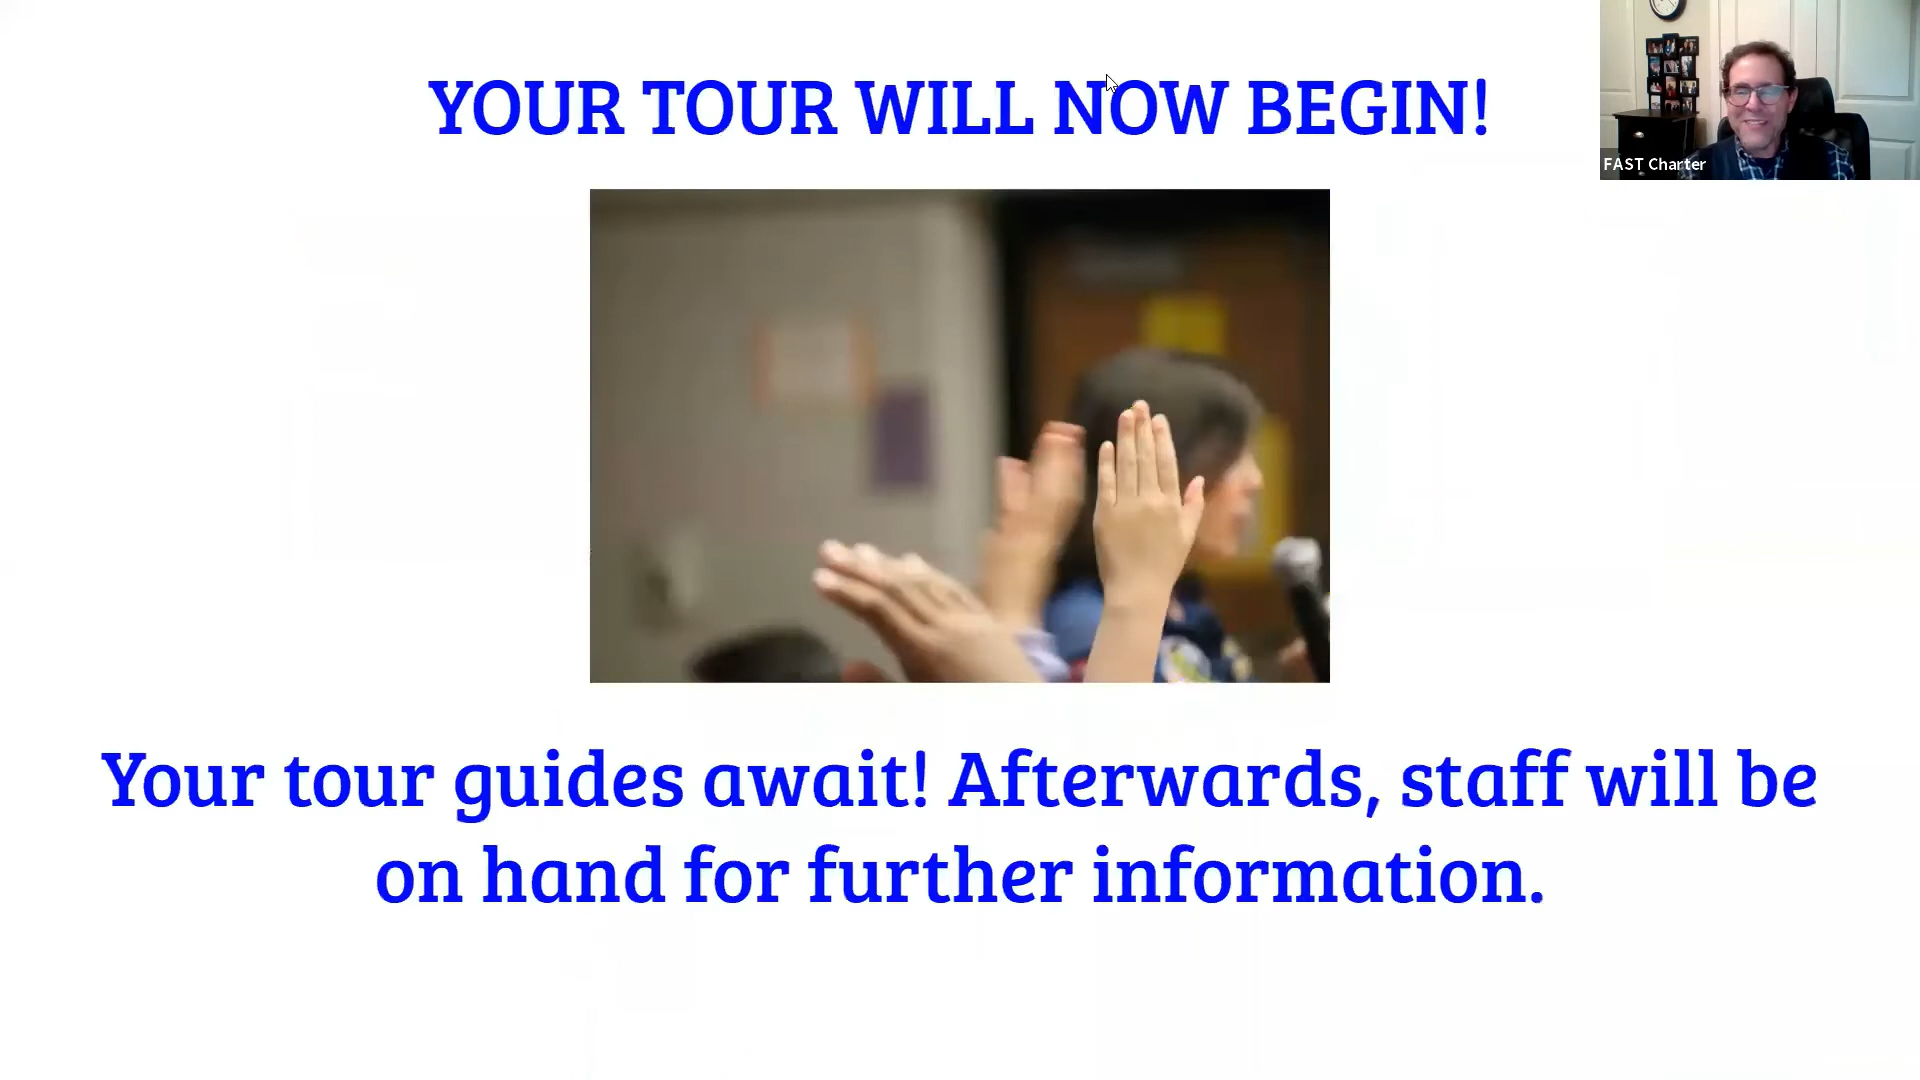 YOUR TOUR WILL NOW BEGIN!
FAST Charter
Your tour guides await! Afterwards, staff will be
on hand for further information.